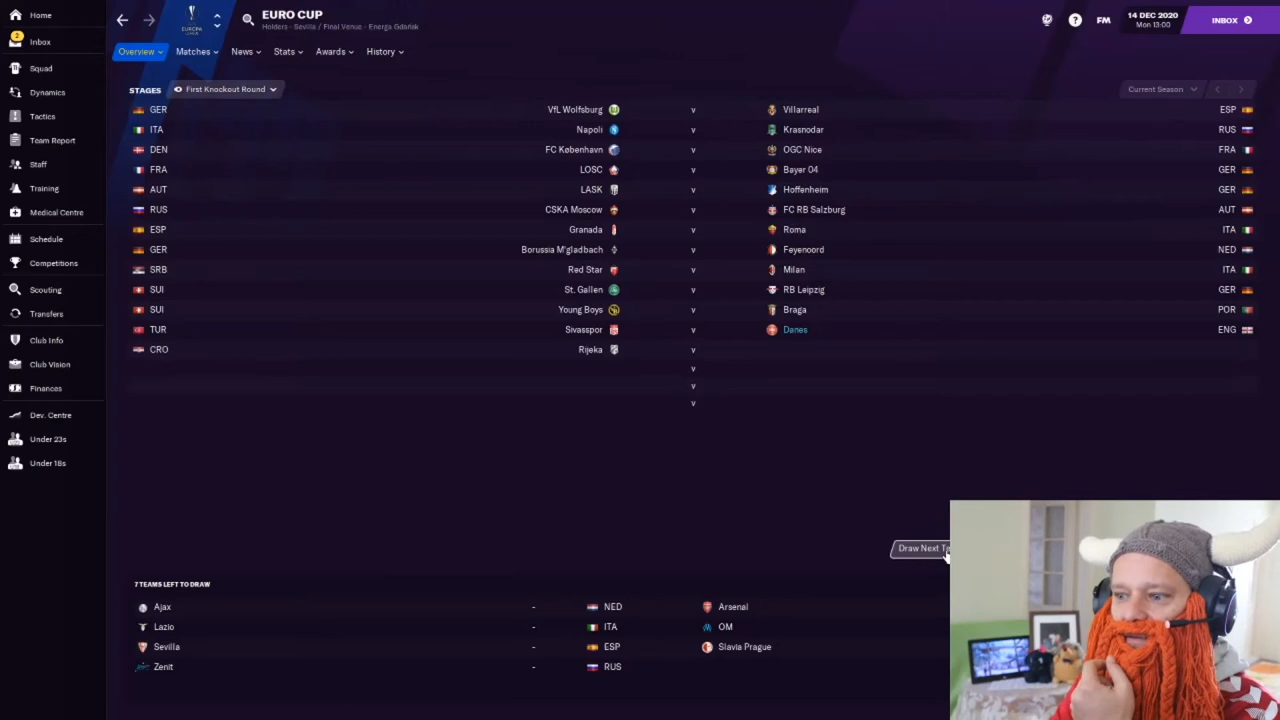 Home
EURO CUP
14 DEC 2020
FM
INBOX
Holders - Sevilla / Final Venue - Energa Gdańsk
Mon 13:00
EUROPA
LEAGUE
2
Inbox
Overview Matches News Stats Awards History
Squad
STAGES First Knockout Round Current Season
Dynamics
GER VfL Wolfsburg v Villarreal ESP
Tactics
ITA Napoli v Krasnodar RUS
Team Report
DEN FC København v OGC Nice FRA
Staff
FRA LOSC v Bayer 04 GER
Training
AUT LASK v Hoffenheim GER
Medical Centre
RUS CSKA Moscow v FC RB Salzburg AUT
ESP Granada v Roma ITA
Schedule
GER Borussia M'gladbach v Feyenoord NED
Competitions
SRB Red Star v Milan ITA
Scouting
SUI St. Gallen v RB Leipzig GER
Transfers
SUI Young Boys v Braga POR
TUR Sivasspor v Danes ENG
Club Info
CRO Rijeka v
Club Vision
v
Finances
v
v
Dev. Centre
Under 23s
Under 18s
Draw Next Te
7 TEAMS LEFT TO DRAW
Ajax - NED Arsenal
Lazio - ITA OM
Sevilla - ESP Slavia Prague
Zenit - RUS